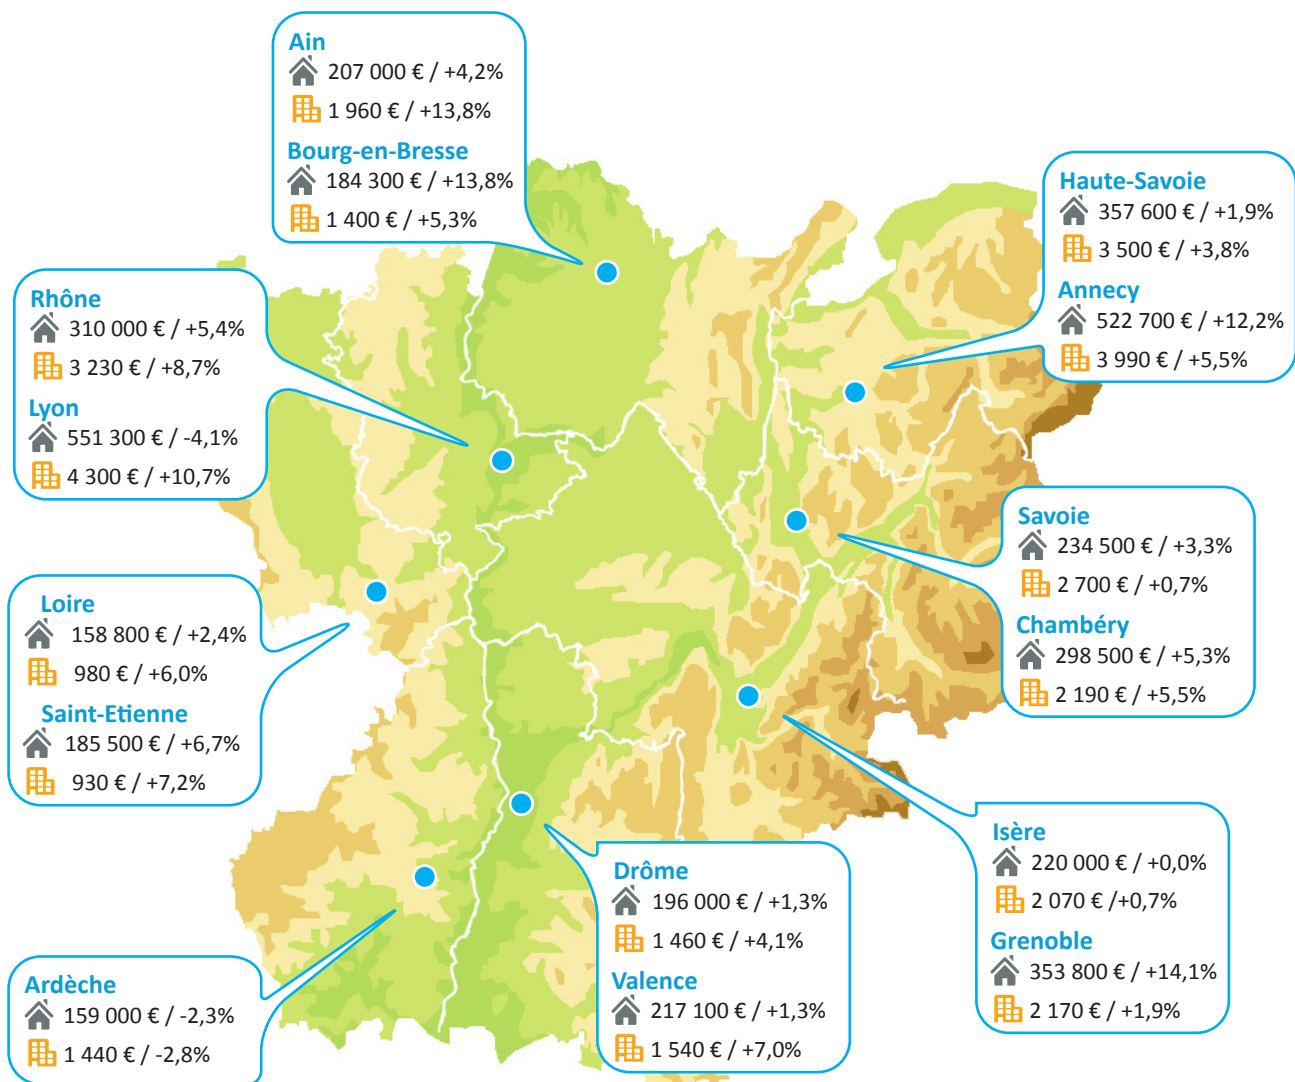 Ain
207 000 € / +4,2%
1 960 € / +13,8%
Bourg-en-Bresse
184 300 € / +13,8%
1 400 € / +5,3%
Haute-Savoie
357 600 € / +1,9%
3 500 € / +3,8%
Annecy
522 700 € / +12,2%
3 990 € / +5,5%
Rhône
310 000 € / +5,4%
3 230 € / +8,7%
Lyon
551 300 € / -4,1%
4 300 € / +10,7%
Savoie
234 500 € / +3,3%
2 700 € / +0,7%
Chambéry
298 500 € / +5,3%
2 190 € / +5,5%
Loire
158 800 € / +2,4%
980 € / +6,0%
Saint-Etienne
185 500 € / +6,7%
930 € / +7,2%
Isère
220 000 € / +0,0%
2 070 € /+0,7%
Grenoble
353 800 € / +14,1%
2 170 € / +1,9%
Drôme
196 000 € / +1,3%
1 460 € / +4,1%
Valence
217 100 € / +1,3%
1 540 € / +7,0%
Ardèche
159 000 € / -2,3%
1 440 € / -2,8%